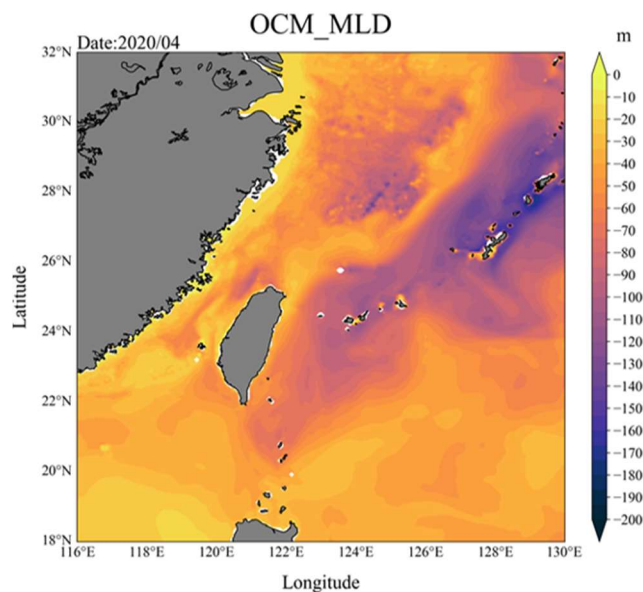 OCM_MLD
Date:2020/04
m
32°N
30°N
28°N
26°N
24°N
22°N
20°N
18°N
Latitude
116°E 118°E 120°E 122°E 124°E 126°E 128°E 130°E
Longitude
0
−10
−20
−30
−40
−50
−60
−70
−80
−90
−100
−110
−120
−130
−140
−150
−160
−170
−180
−190
−200